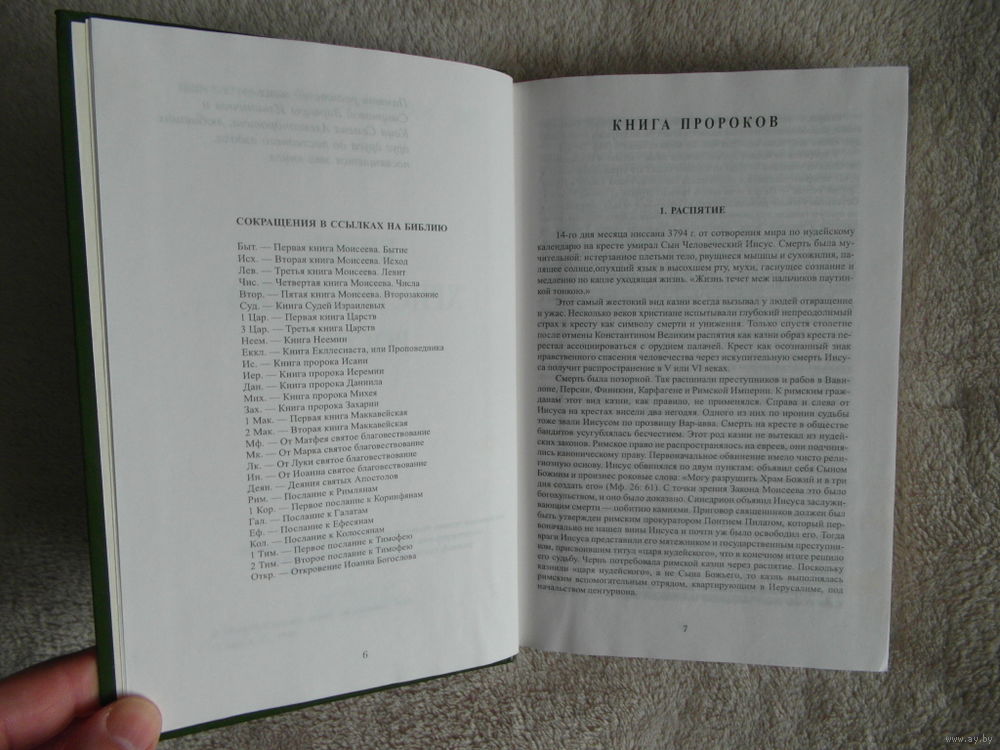 СОКРАЩЕНИЯ В ССЫЛКАХ НА БИБЛИЮ
Быт. — Первая книга Моисеева. Бытие
Исх. — Вторая книга Моисеева. Исход
Лев. — Третья книга Моисеева. Левит
Чис. — Четвертая книга Моисеева. Числа
Втор. — Пятая книга Моисеева. Второзаконие
Суд. — Книга Судей Израилевых
1 Цар. — Первая книга Царств
3 Цар. — Третья книга Царств
Неем. — Книга Неемии
Еккл. — Книга Екклесиаста, или Проповедника
Ис. — Книга пророка Исаии
Иер. — Книга пророка Иеремии
Дан. — Книга пророка Даниила
Мих. — Книга пророка Михея
Зах. — Книга пророка Захарии
1 Мак. — Первая книга Маккавейская
2 Мак. — Вторая книга Маккавейская
Мф. — От Матфея святое благовествование
Мк. — От Марка святое благовествование
Лк. — От Луки святое благовествование
Ин. — От Иоанна святое благовествование
Деян. — Деяния святых Апостолов
Рим. — Послание к Римлянам
1 Кор. — Первое послание к Коринфянам
Гал. — Послание к Галатам
Еф. — Послание к Ефесянам
Кол. — Послание к Колоссянам
1 Тим. — Первое послание к Тимофею
2 Тим. — Второе послание к Тимофею
Откр. — Откровение Иоанна Богослова
6
КНИГА ПРОРОКОВ
1. РАСПЯТИЕ
14-го дня месяца ниссана 3794 г. от сотворения мира по иудейскому
календарю на кресте умирал Сын Человеческий Иисус. Смерть была му-
чительной: истерзанное плетьми тело, рвущиеся мышцы и сухожилия, па-
лящее солнце,опухший язык в высохшем рту, мухи, гаснущее сознание и
медленно по капле уходящая жизнь. «Жизнь течет меж пальчиков паутин-
кой тонкою.»
Этот самый жестокий вид казни всегда вызывал у людей отвращение
и ужас. Несколько веков христиане испытывали глубокий непреодолимый
страх к кресту как символу смерти и унижения. Только спустя столетие
после отмены Константином Великим распятия как казни образ креста пе-
рестал ассоциироваться с орудием палачей. Крест как осознанный знак
нравственного спасения человечества через искупительную смерть Иису-
са получит распространение в V или VI веках.
Смерть была позорной. Так распинали преступников и рабов в Вави-
лоне, Персии, Финикии, Карфагене и Римской Империи. К римским граж-
данам этот вид казни, как правило, не применялся. Справа и слева от
Иисуса на крестах висели два негодяя. Одного из них по иронии судьбы
тоже звали Иисусом по прозвищу Вар-авва. Смерть на кресте в обществе
бандитов усугублялась бесчестием. Этот род казни не вытекал из иудей-
ских законов. Римское право не распространялось на евреев, они подчиня-
лись каноническому праву. Первоначальное обвинение имело чисто рели-
гиозную основу. Иисус обвинялся по двум пунктам: объявил себя Сыном
Божиим и произнес роковые слова: «Могу разрушить Храм Божий и в три
дня создать его» (Мф. 26: 61). С точки зрения Закона Моисеева это было
богохульством, и оно было доказано. Синедрион объявил Иисуса заслужи-
вающим смерти — побитию камнями. Приговор священников должен был
быть утвержден римским прокуратором Понтием Пилатом, который пер-
воначально не нашел вины Иисуса и почти уж было освободил его. Тогда
враги Иисуса представили его мятежником и государственным преступни-
ком, присвоившим титул «царя иудейского», что в конечном итоге решило
его судьбу. Чернь потребовала римской казни через распятие. Поскольку
казнили «царя иудейского», а не Сына Божьего, то казнь выполнялась
римским вспомогательным отрядом, квартирующим в Иерусалиме, под
начальством центуриона.
7
www.ay.by